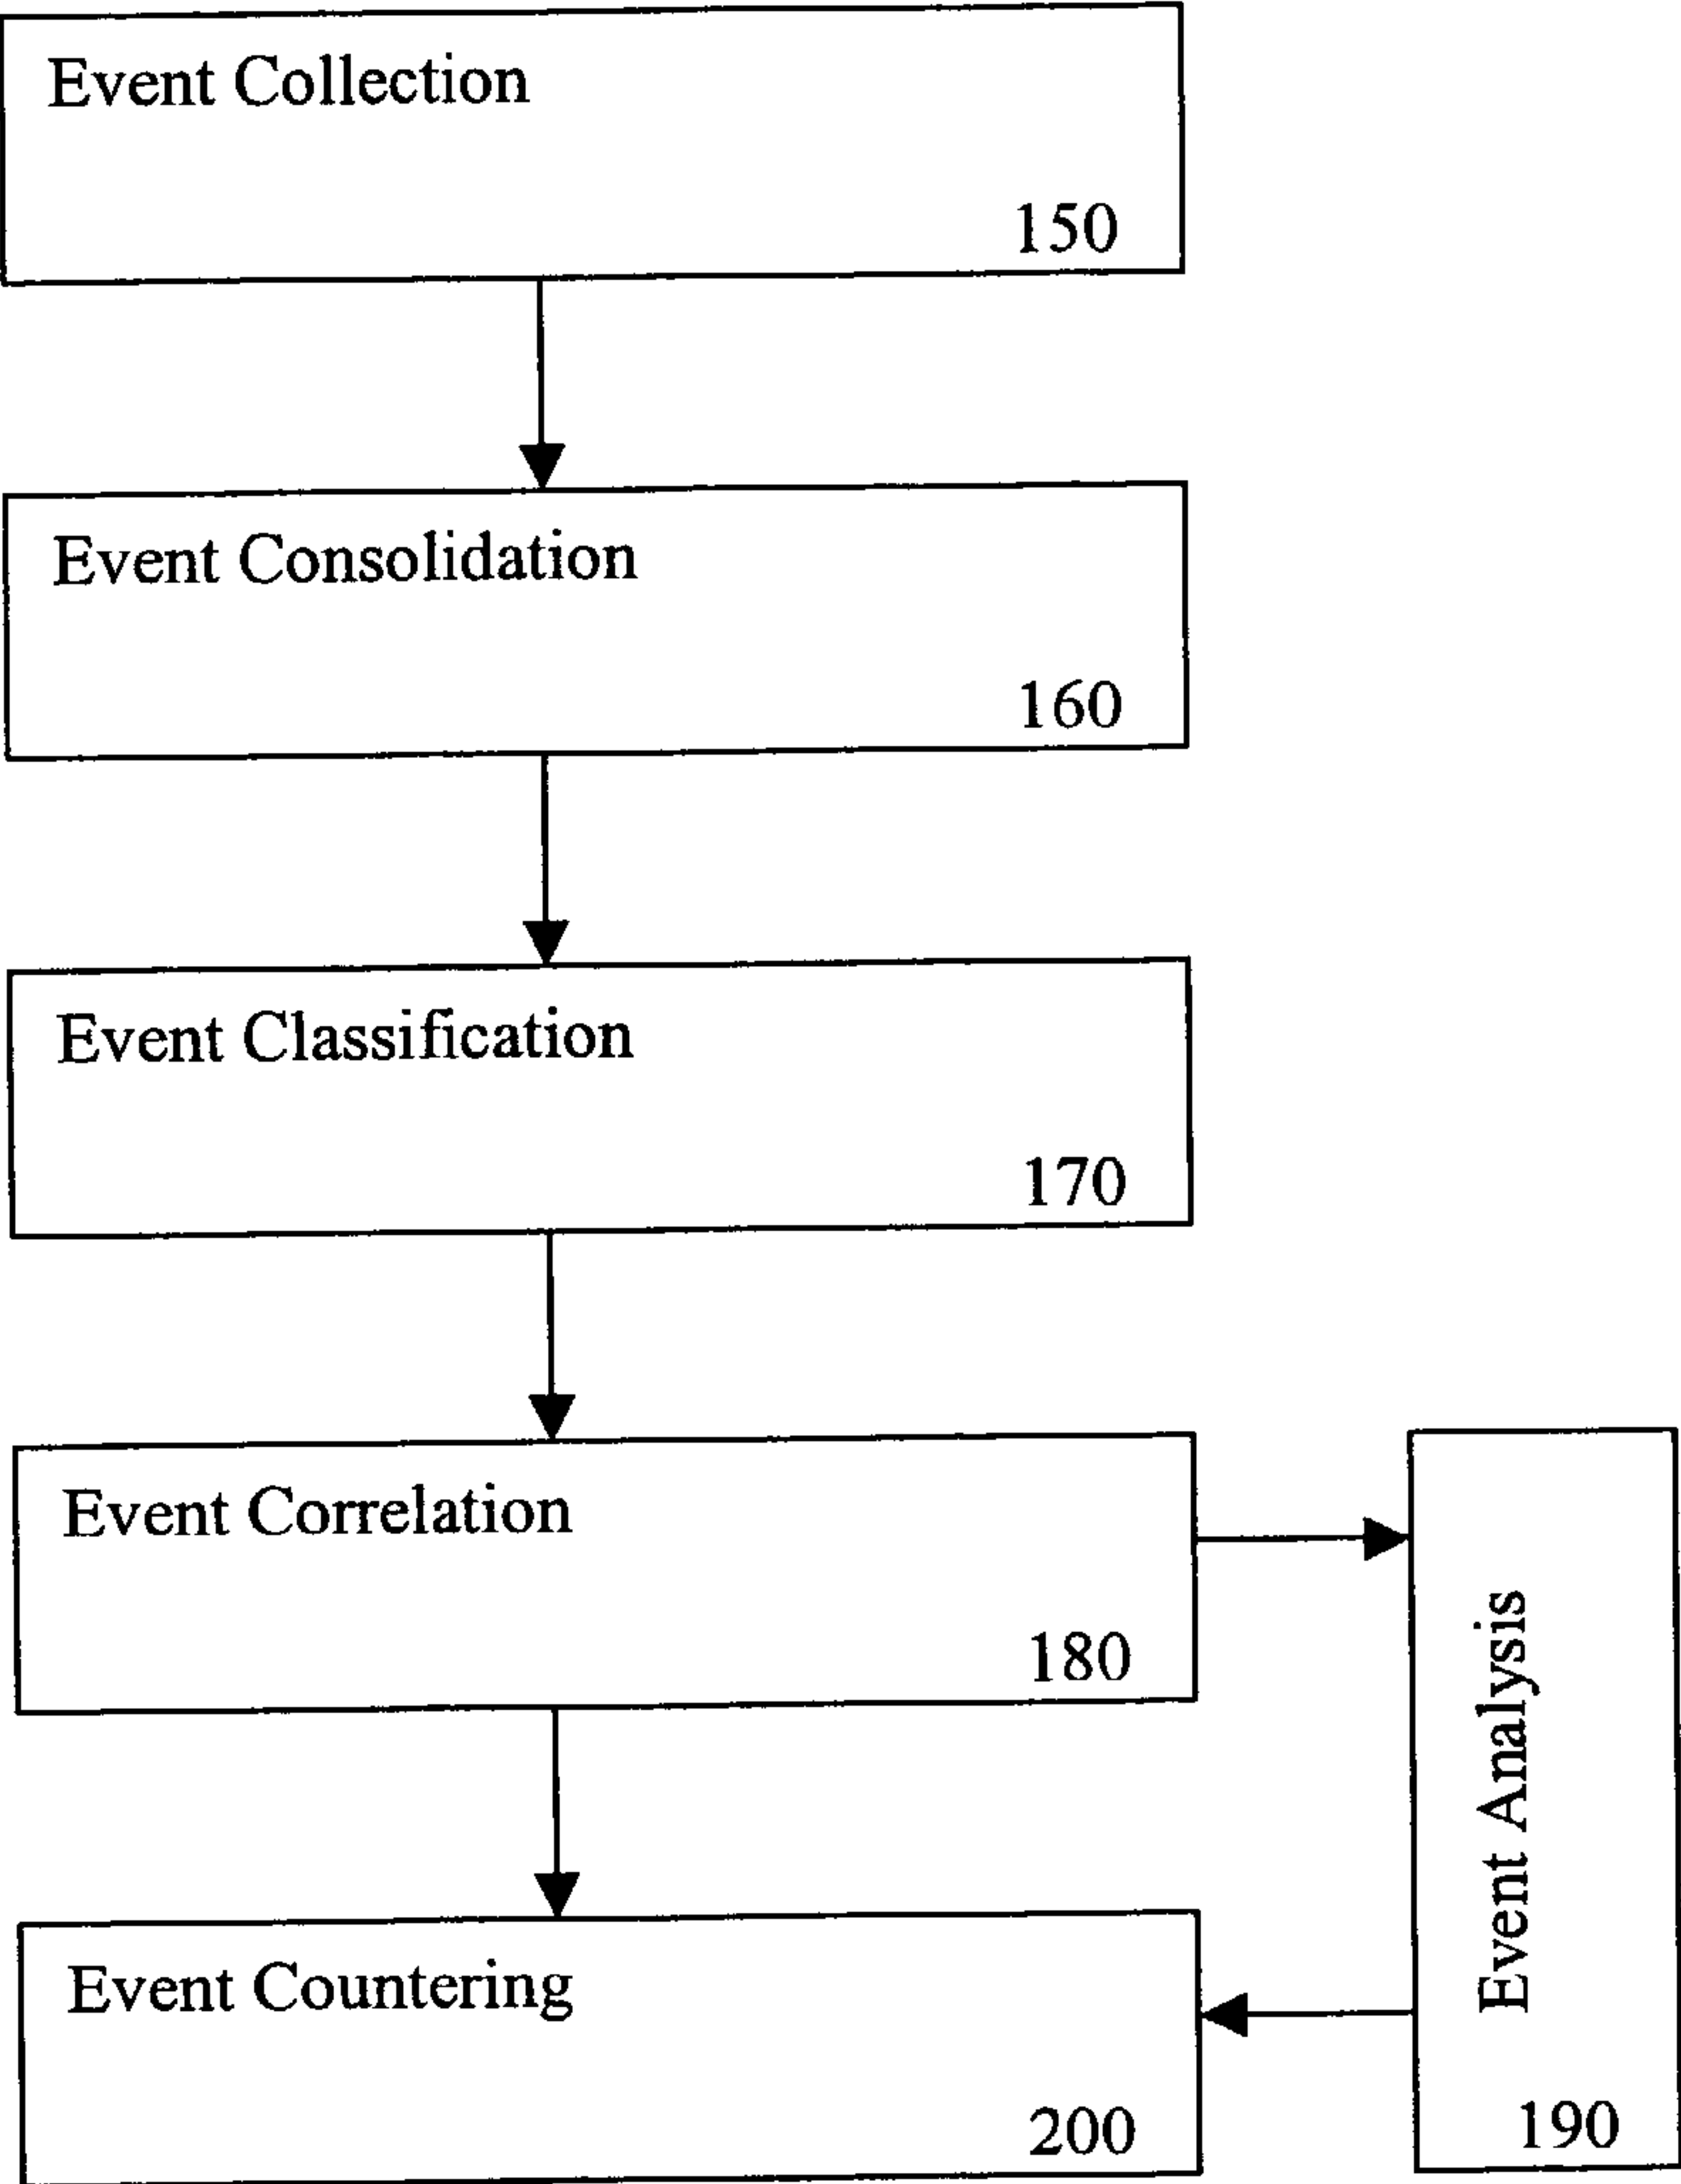 Event Collection
150
Event Consolidation
160
Event Classification
170
Event Correlation
180
Event Analysis
190
Event Countering
200